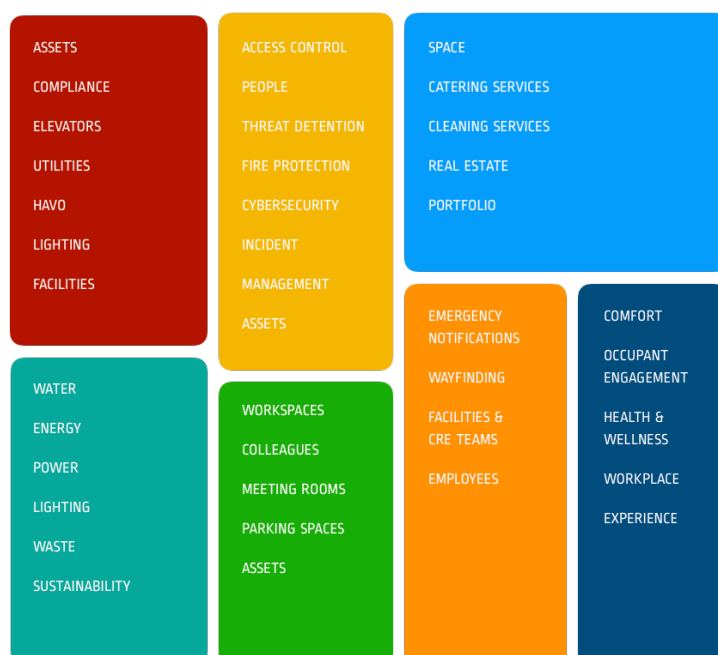 ASSETS
COMPLIANCE
ELEVATORS
UTILITIES
HAVO
LIGHTING
FACILITIES
ACCESS CONTROL
PEOPLE
THREAT DETENTION
FIRE PROTECTION
CYBERSECURITY
INCIDENT
MANAGEMENT
ASSETS
SPACE
CATERING SERVICES
CLEANING SERVICES
REAL ESTATE
PORTFOLIO
WATER
ENERGY
POWER
LIGHTING
WASTE
SUSTAINABILITY
WORKSPACES
COLLEAGUES
MEETING ROOMS
PARKING SPACES
ASSETS
EMERGENCY
NOTIFICATIONS
WAYFINDING
FACILITIES &
CRE TEAMS
EMPLOYEES
COMFORT
OCCUPANT
ENGAGEMENT
HEALTH &
WELLNESS
WORKPLACE
EXPERIENCE